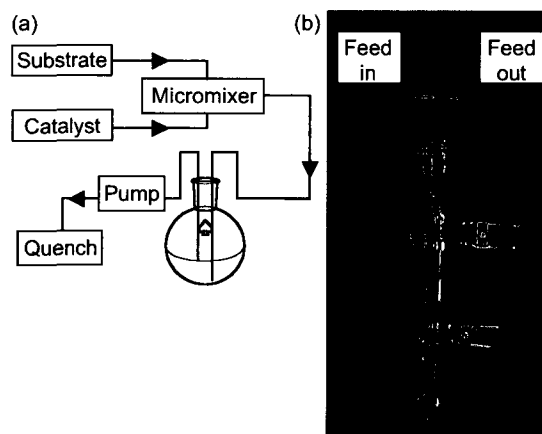 (a)
Substrate
Catalyst
Micromixer
Pump
Quench
(b)
Feed
in
Feed
out